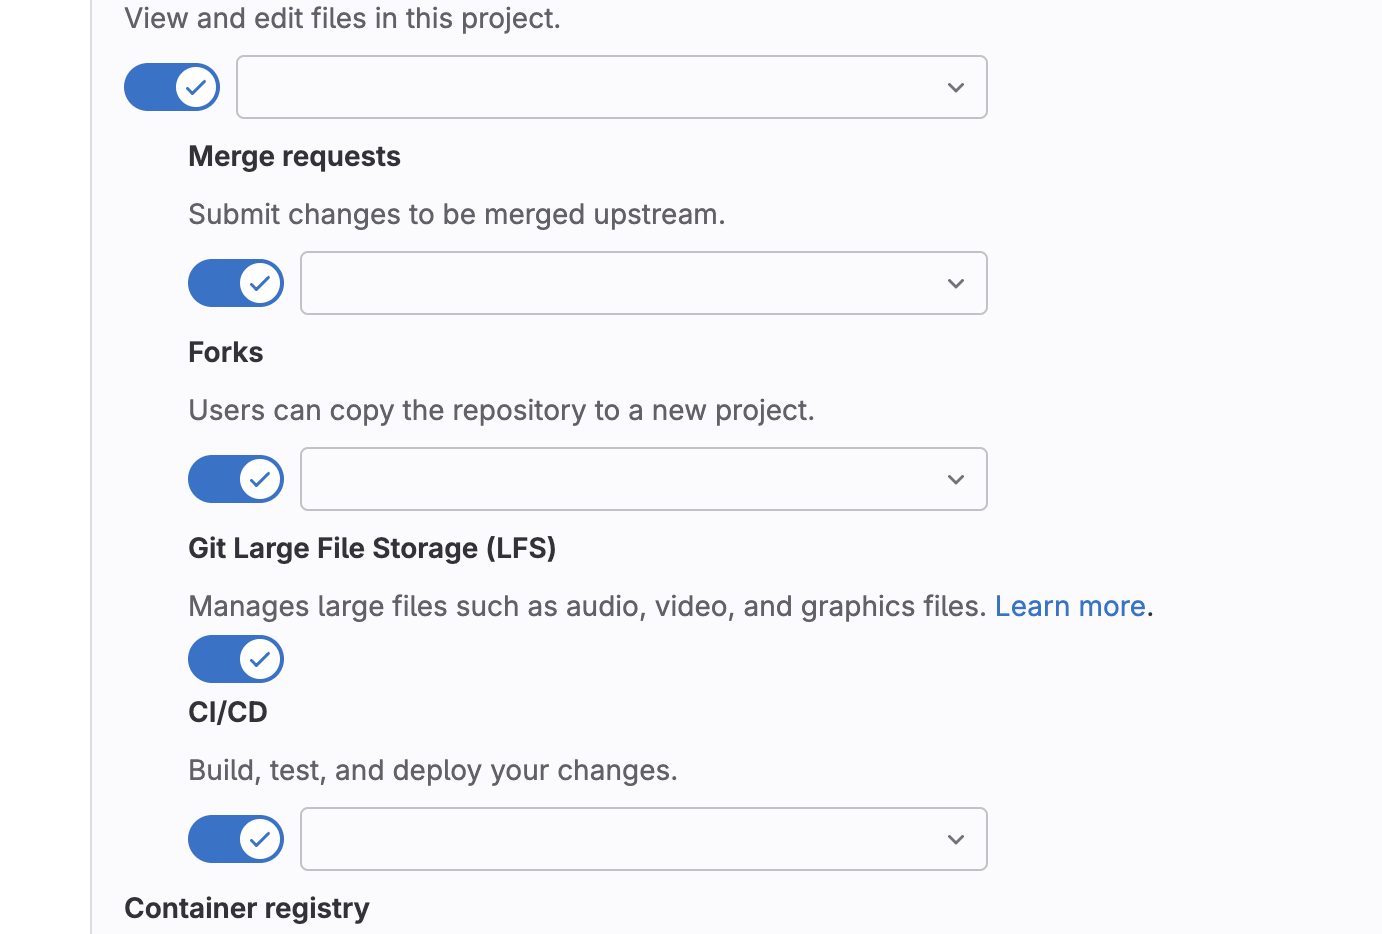 View and edit files in this project.
Merge requests
Submit changes to be merged upstream.
Forks
Users can copy the repository to a new project.
Git Large File Storage (LFS)
Manages large files such as audio, video, and graphics files. Learn more.
CI/CD
Build, test, and deploy your changes.
Container registry